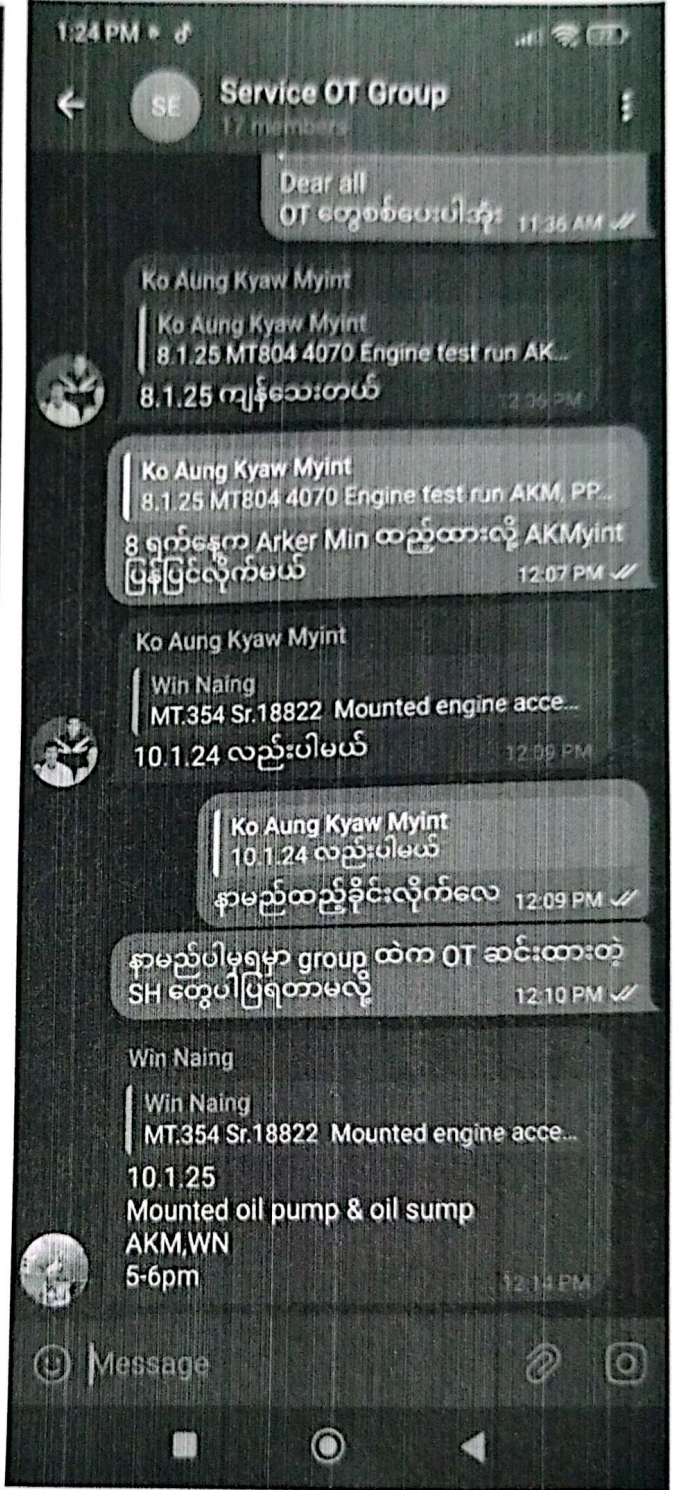 1:24 PM
77
SE
Service OT Group
17 members
Dear all
OT တွေစစ်ပေးပါအုံး 11:36 AM
Ko Aung Kyaw Myint
Ko Aung Kyaw Myint
8.1.25 MT804 4070 Engine test run AK...
8.1.25 ကျန်သေးတယ် 12:06 PM
Ko Aung Kyaw Myint
8.1.25 MT804 4070 Engine test run AKM, PP...
8 ရက်နေ့က Arker Min ထည့်ထားလို့ AKMyint
ပြန်ပြင်လိုက်မယ် 12:07 PM
Ko Aung Kyaw Myint
Win Naing
MT.354 Sr.18822 Mounted engine acce...
10.1.24 လည်းပါမယ် 12:09 PM
Ko Aung Kyaw Myint
10.1.24 လည်းပါမယ်
နာမည်ထည့်ခိုင်းလိုက်လေ 12:09 PM
နာမည်ပါမှရမှာ group ထဲက OT ဆင်းထားတဲ့
SH တွေပါပြရတာမလို့ 12:10 PM
Win Naing
Win Naing
MT.354 Sr.18822 Mounted engine acce...
10.1.25
Mounted oil pump & oil sump
AKM,WN
5-6pm 12:14 PM
Message